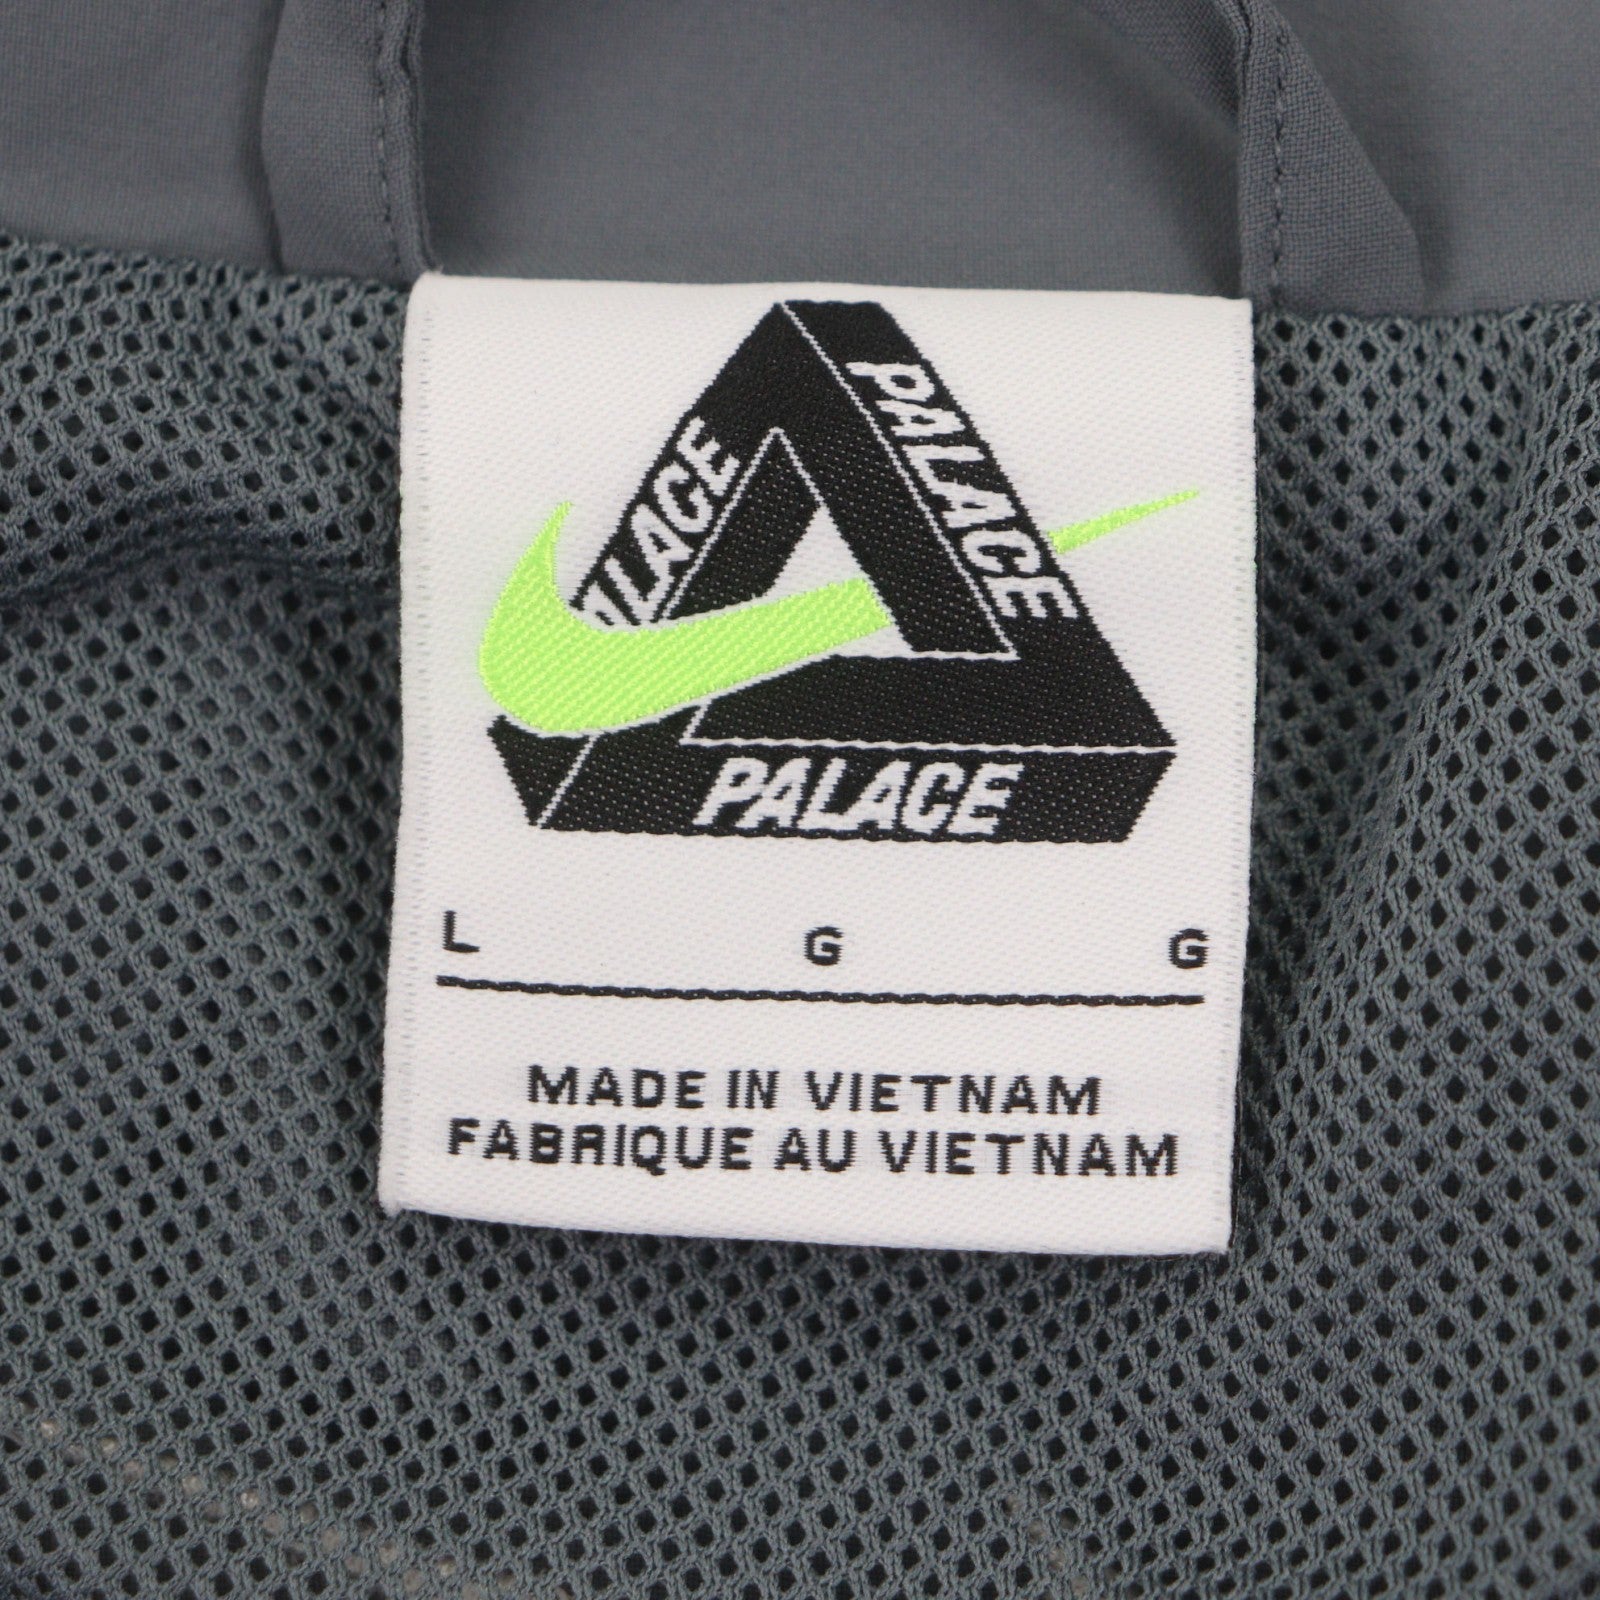 PALACE
PALACE
PALACE
L G G
MADE IN VIETNAM
FABRIQUE AU VIETNAM